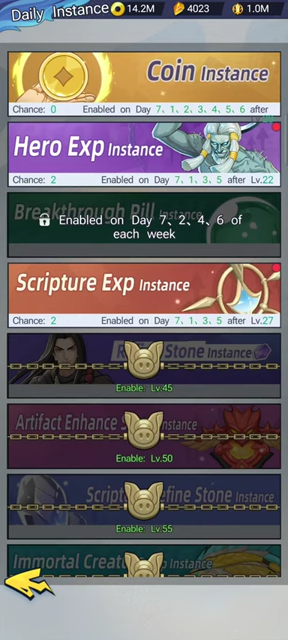 Daily Instance 14.2M 4023 1.0M
Coin Instance
Chance: 0 Enabled on Day 7、1、2、3、4、5、6 after
Hero Exp Instance
Chance: 2 Enabled on Day 7、1、3、5 after Lv.22
Breakthrough Pill Instance
Enabled on Day 7、2、4、6 of
each week
Scripture Exp Instance
Chance: 2 Enabled on Day 7、1、3、5 after Lv.27
Stone Instance
Enable: Lv.45
Artifact Enhance
Enable: Lv.50
Stone Instance
Enable: Lv.55
Immortal